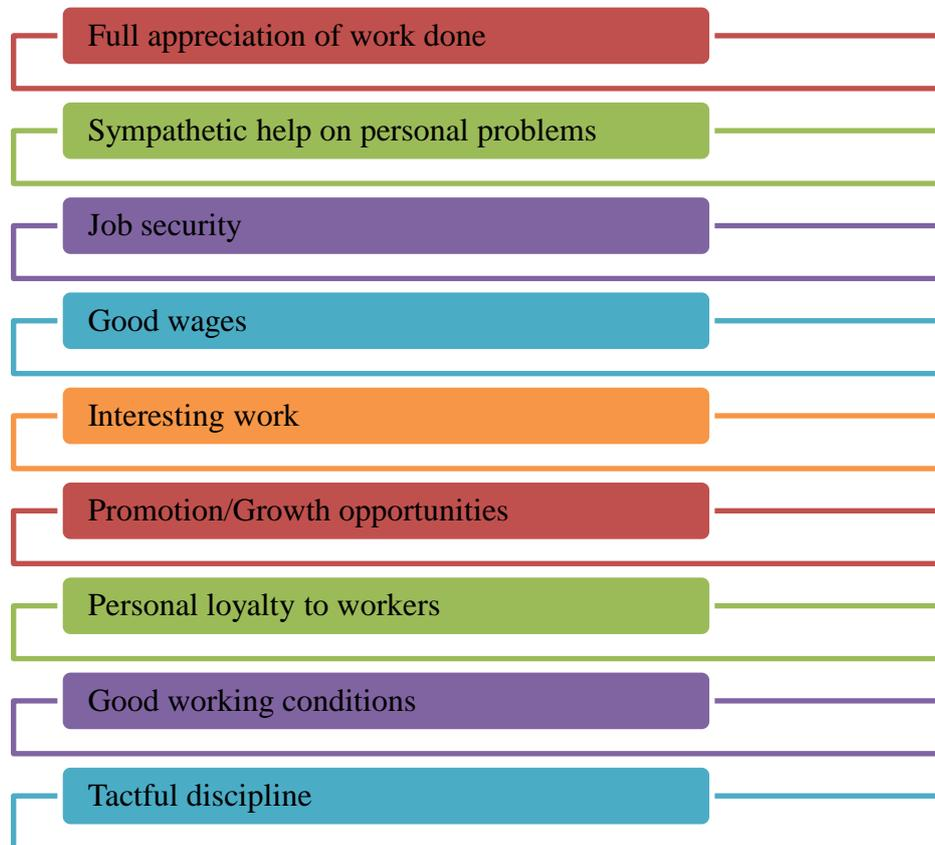 Full appreciation of work done
Sympathetic help on personal problems
Job security
Good wages
Interesting work
Promotion/Growth opportunities
Personal loyalty to workers
Good working conditions
Tactful discipline